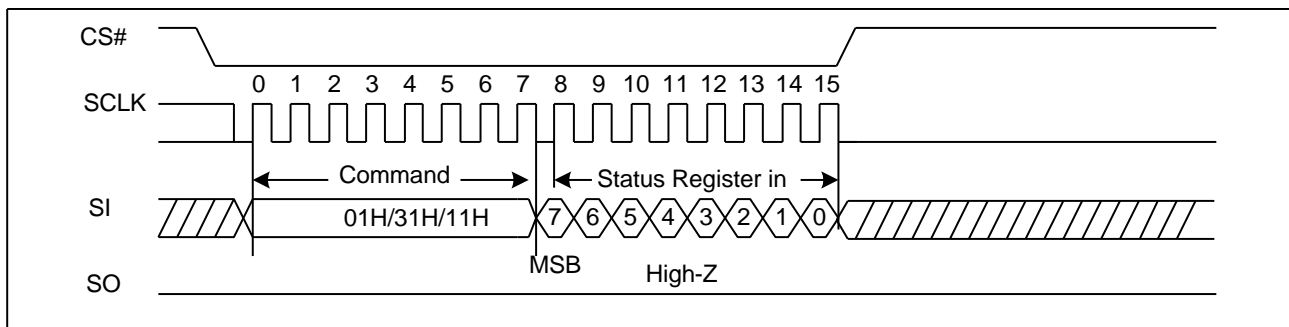 CS#
0 1 2 3 4 5 6 7 8 9 10 11 12 13 14 15
SCLK
Command Status Register in
SI 01H/31H/11H 7 6 5 4 3 2 1 0
MSB High-Z
SO